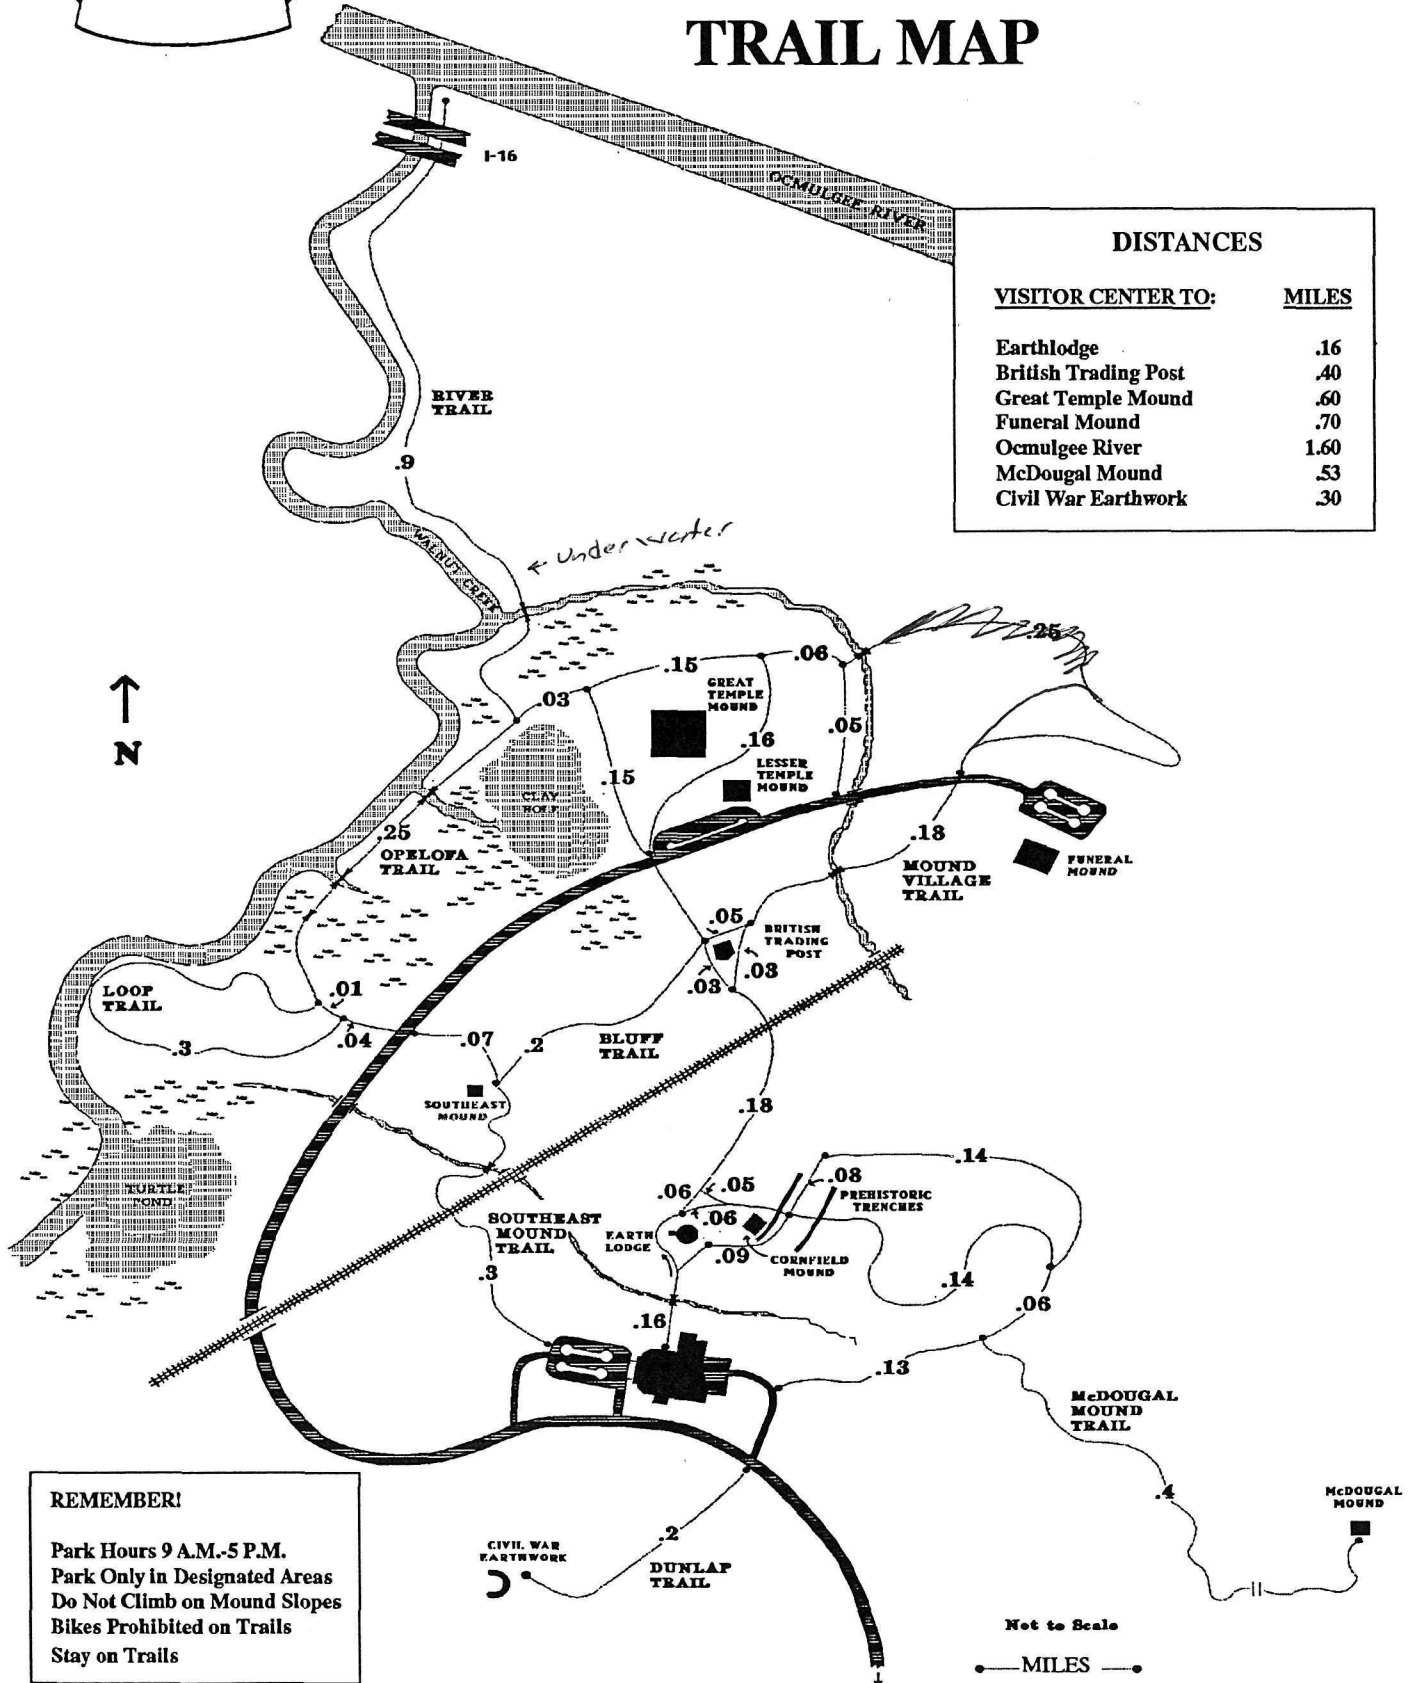 TRAIL MAP
I-16
OCMULGEE RIVER
DISTANCES
VISITOR CENTER TO: MILES
Earthlodge .16
British Trading Post .40
Great Temple Mound .60
Funeral Mound .70
Ocmulgee River 1.60
McDougal Mound .53
Civil War Earthwork .30
RIVER
TRAIL
.9
WALNUT CREEK
← Underwater
.25
.15
.06
GREAT
TEMPLE
MOUND
.03
.05
.16
N
LESSER
TEMPLE
MOUND
.15
CLAY
HOLE
.25
OPELOFA
TRAIL
.18
MOUND
VILLAGE
TRAIL
FUNERAL
MOUND
.05
BRITISH
TRADING
POST
.03
.03
LOOP
TRAIL
.01
.04
.07
.2
BLUFF
TRAIL
.3
SOUTHEAST
MOUND
.18
.14
.08
PREHISTORIC
TRENCHES
.05
.06
.06
TURTLE
POND
SOUTHEAST
MOUND
TRAIL
EARTH
LODGE
.09
CORNFIELD
MOUND
.3
.14
.06
.16
.13
McDOUGAL
MOUND
TRAIL
.4
McDOUGAL
MOUND
REMEMBER!
Park Hours 9 A.M.-5 P.M.
Park Only in Designated Areas
Do Not Climb on Mound Slopes
Bikes Prohibited on Trails
Stay on Trails
CIVIL WAR
EARTHWORK
.2
DUNLAP
TRAIL
Not to Scale
MILES